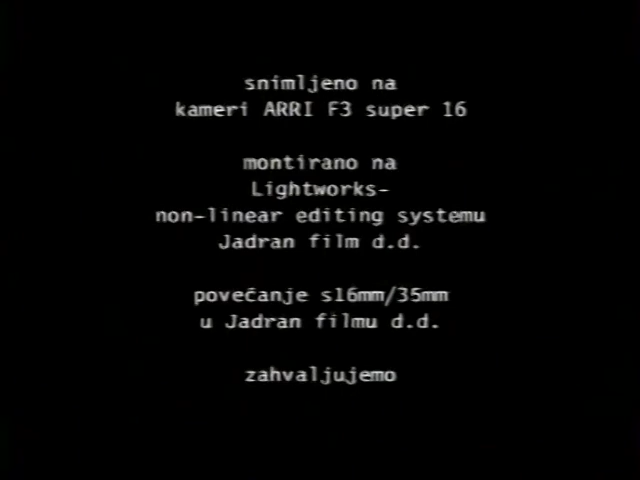 snimljeno na
kameri ARRI F3 super 16
montirano na
Lightworks-
non-linear editing systemu
Jadran film d.d.
povećanje s16mm/35mm
u Jadran filmu d.d.
zahvaljujemo